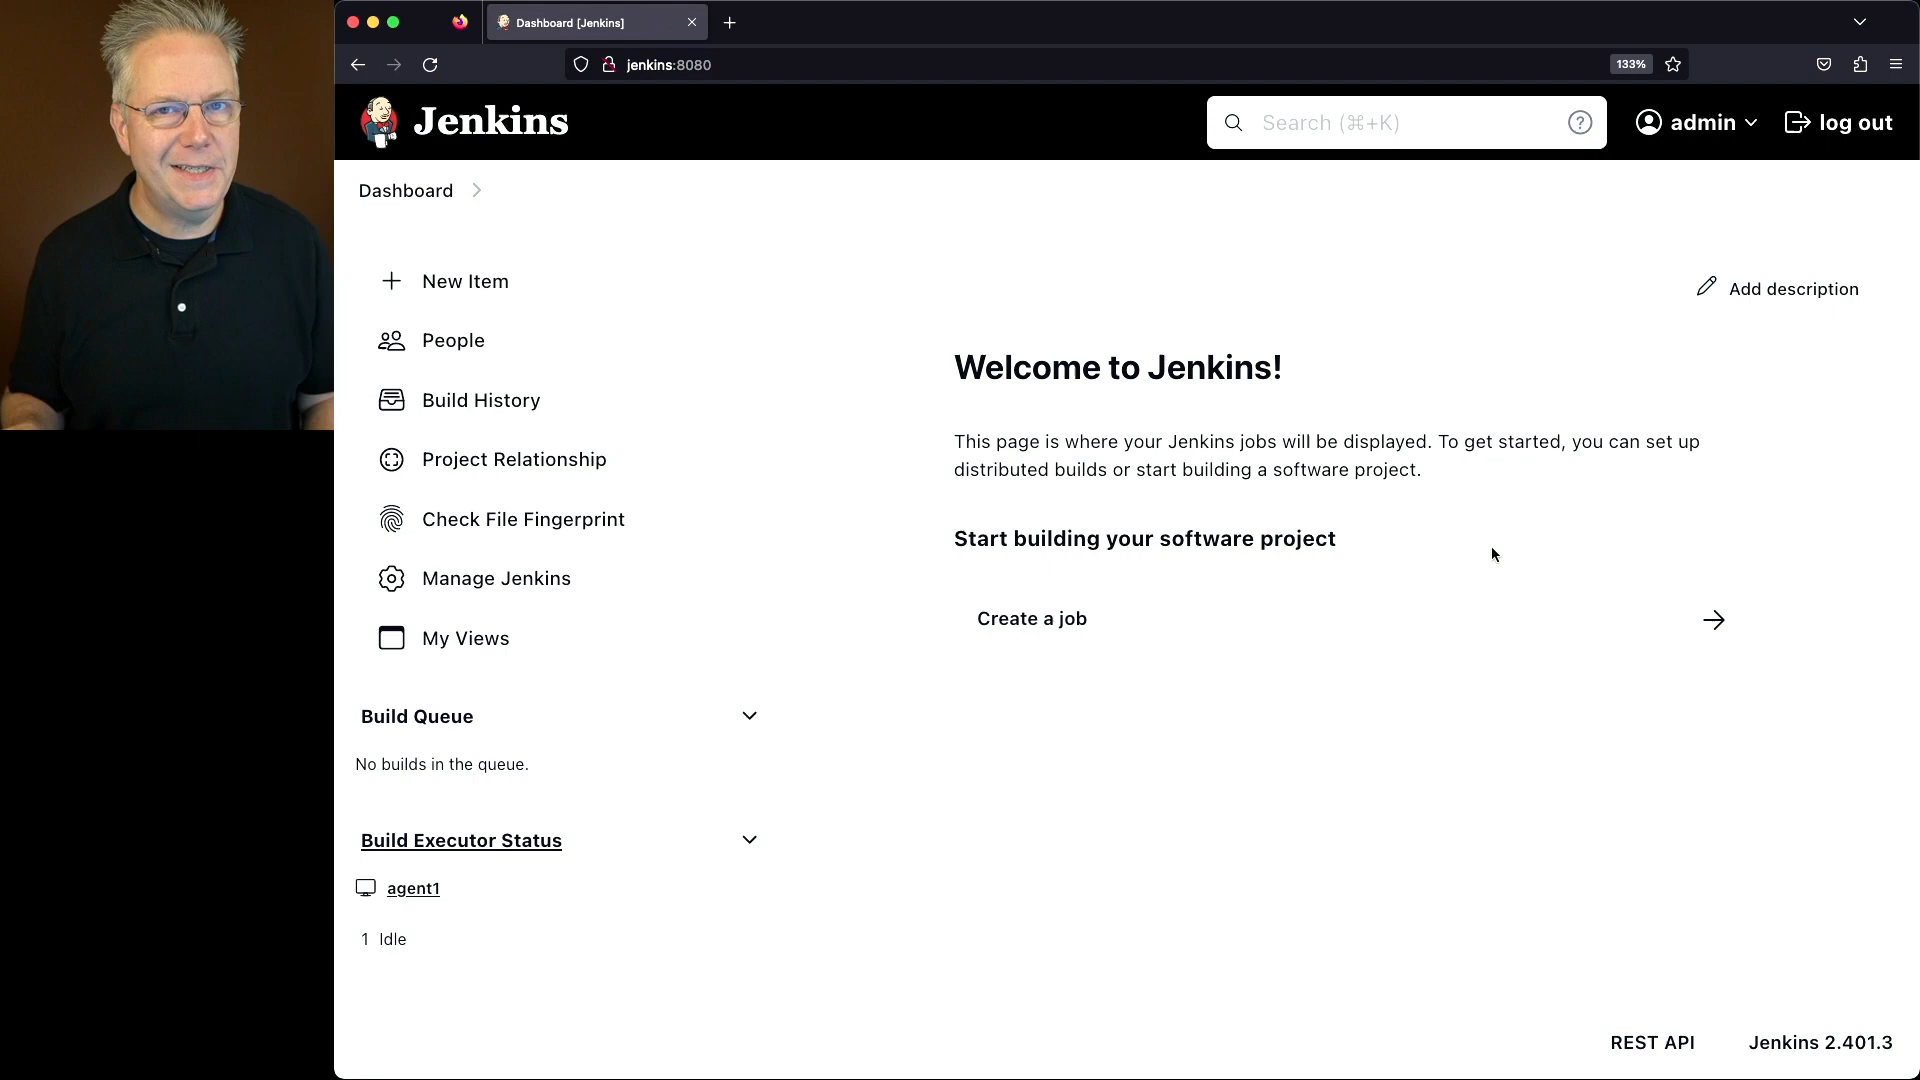 Dashboard [Jenkins]
jenkins:8080
133%
Jenkins
Search (⌘+K)
admin
log out
Dashboard
New Item
People
Build History
Project Relationship
Check File Fingerprint
Manage Jenkins
My Views
Build Queue
No builds in the queue.
Build Executor Status
agent1
1 Idle
Add description
Welcome to Jenkins!
This page is where your Jenkins jobs will be displayed. To get started, you can set up
distributed builds or start building a software project.
Start building your software project
Create a job
REST API
Jenkins 2.401.3